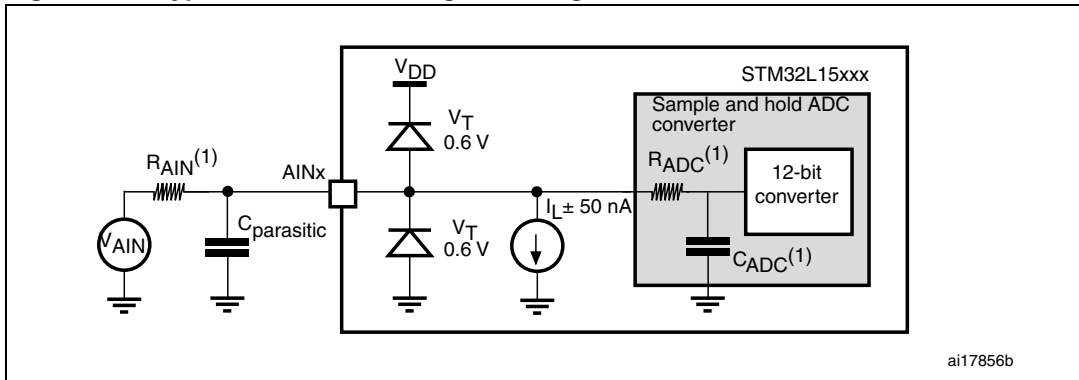 STM32L15xxx
VDD
Sample and hold ADC
converter
VT
0.6 V
RAIN(1)
AINx
RADC(1)
12-bit
converter
IL± 50 nA
VAIN
Cparasitic
VT
0.6 V
CADC(1)
ai17856b